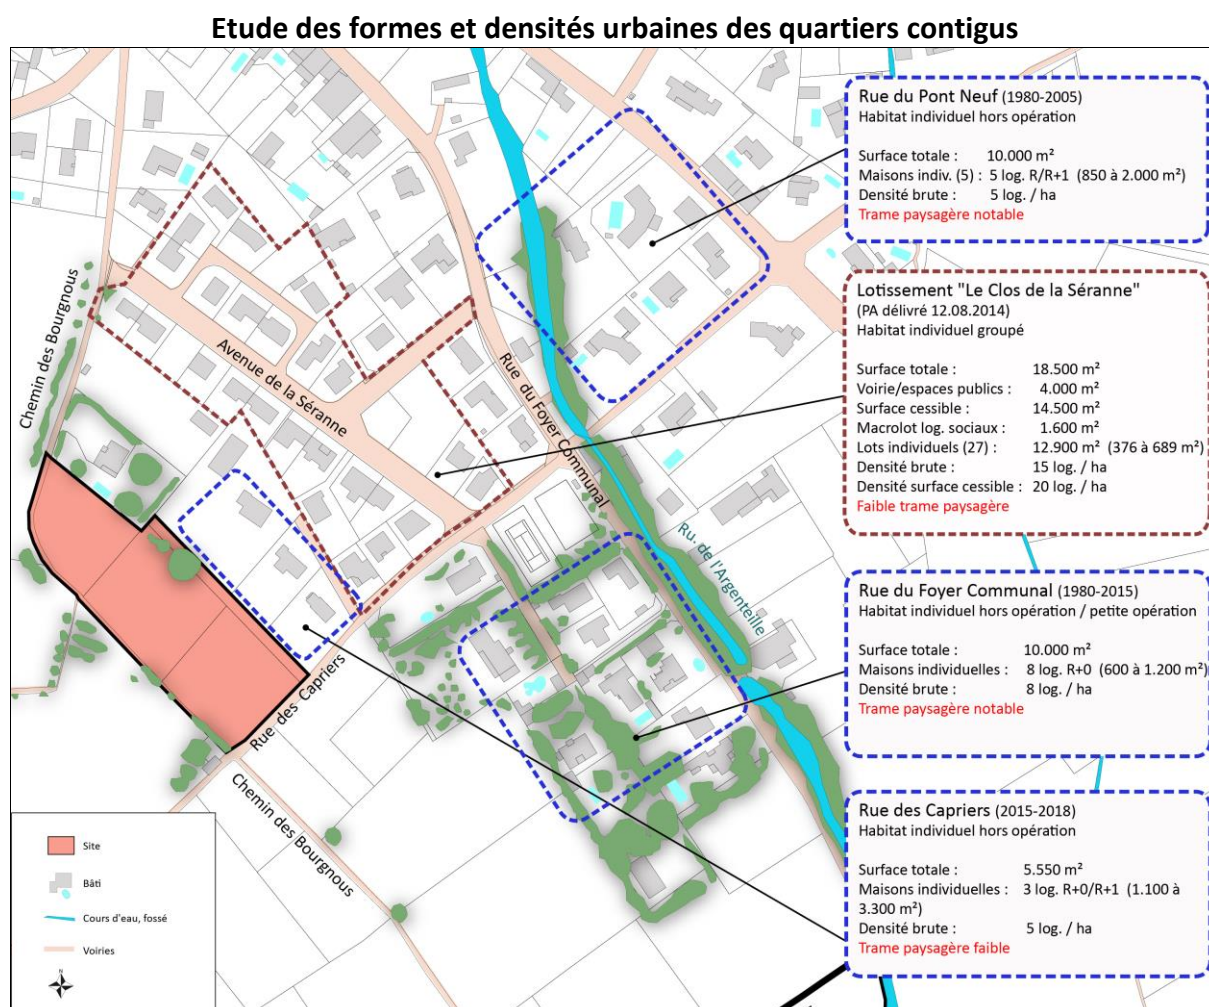 Etude des formes et densités urbaines des quartiers contigus
Rue du Pont Neuf (1980-2005)
Habitat individuel hors opération
Surface totale : 10.000 m²
Maisons indiv. (5) : 5 log. R/R+1 (850 à 2.000 m²)
Densité brute : 5 log. / ha
Trame paysagère notable
Lotissement "Le Clos de la Séranne"
(PA délivré 12.08.2014)
Habitat individuel groupé
Surface totale : 18.500 m²
Voirie/espaces publics : 4.000 m²
Surface cessible : 14.500 m²
Macrolot log. sociaux : 1.600 m²
Lots individuels (27) : 12.900 m² (376 à 689 m²)
Densité brute : 15 log. / ha
Densité surface cessible : 20 log. / ha
Faible trame paysagère
Rue du Foyer Communal (1980-2015)
Habitat individuel hors opération / petite opération
Surface totale : 10.000 m²
Maisons individuelles : 8 log. R+0 (600 à 1.200 m²)
Densité brute : 8 log. / ha
Trame paysagère notable
Rue des Capriers (2015-2018)
Habitat individuel hors opération
Surface totale : 5.550 m²
Maisons individuelles : 3 log. R+0/R+1 (1.100 à
3.300 m²)
Densité brute : 5 log. / ha
Trame paysagère faible
Chemin des Bourgnous
Avenue de la Séranne
Rue du Foyer Communal
Ru. de l'Argenteille
Rue des Capriers
Chemin des Bourgnous
Site
Bâti
Cours d'eau, fossé
Voiries
N